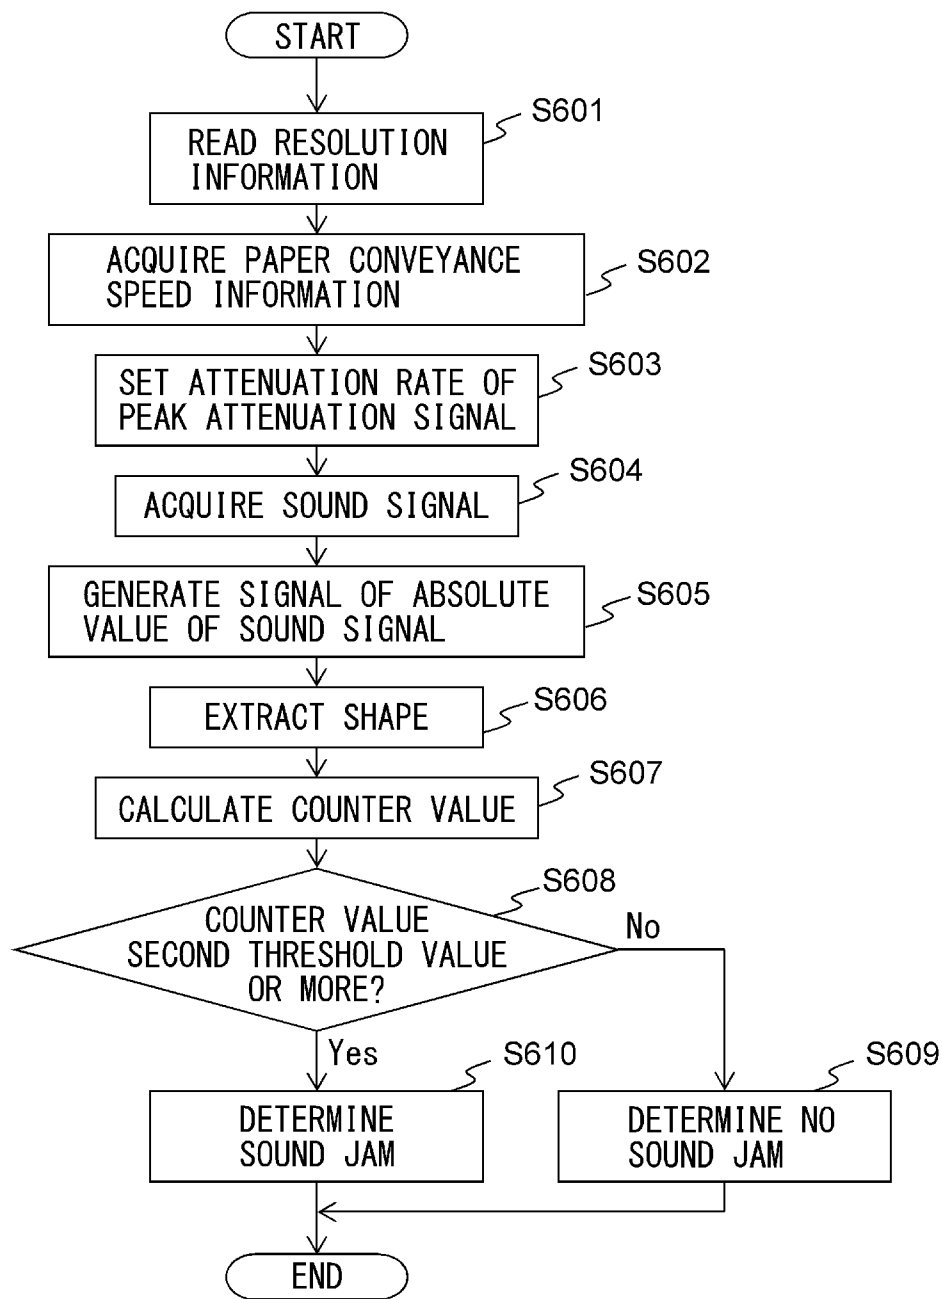 START
S601
READ RESOLUTION
INFORMATION
S602
ACQUIRE PAPER CONVEYANCE
SPEED INFORMATION
S603
SET ATTENUATION RATE OF
PEAK ATTENUATION SIGNAL
S604
ACQUIRE SOUND SIGNAL
S605
GENERATE SIGNAL OF ABSOLUTE
VALUE OF SOUND SIGNAL
S606
EXTRACT SHAPE
S607
CALCULATE COUNTER VALUE
S608
COUNTER VALUE
SECOND THRESHOLD VALUE
OR MORE?
No
Yes
S610
DETERMINE
SOUND JAM
S609
DETERMINE NO
SOUND JAM
END